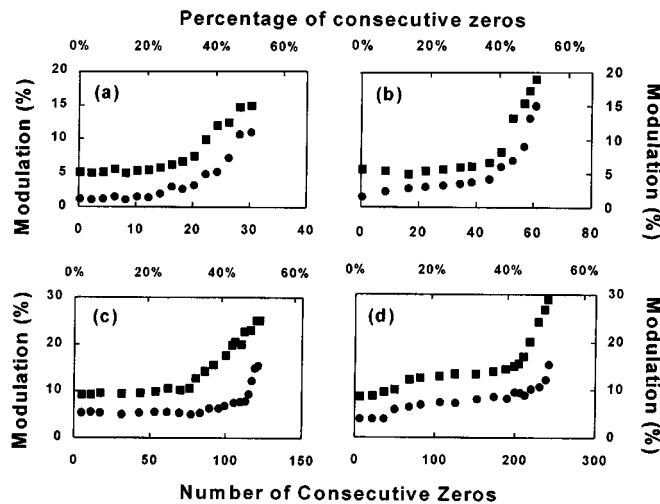 Percentage of consecutive zeros
0% 20% 40% 60%
0% 20% 40% 60%
20
15
10
5
0
Modulation (%)
(a)
0 10 20 30 40
(b)
20
15
10
5
0
Modulation (%)
0 20 40 60 80
0% 20% 40% 60%
0% 20% 40% 60%
30
20
10
0
Modulation (%)
(c)
0 50 100 150
(d)
30
20
10
0
Modulation (%)
0 100 200 300
Number of Consecutive Zeros